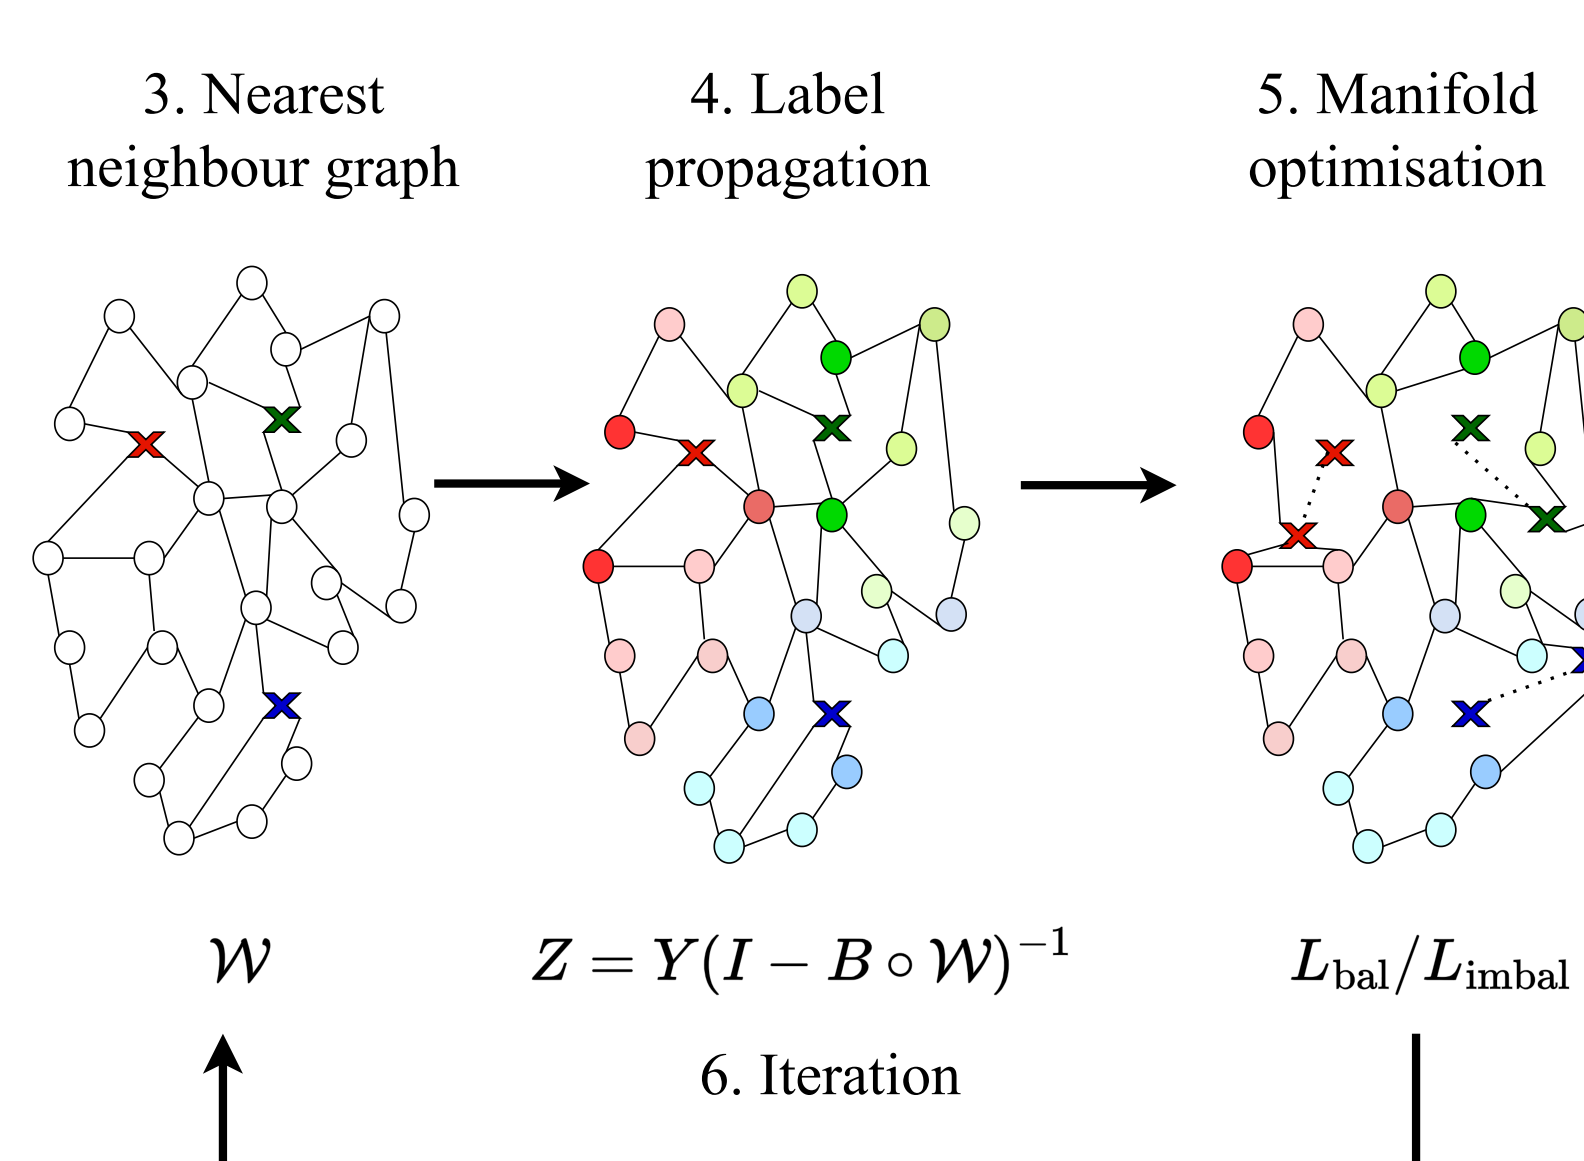 3. Nearest
neighbour graph
4. Label
propagation
5. Manifold
optimisation
𝒲
Z = Y(I − B ∘ 𝒲)⁻¹
L_bal/L_imbal
6. Iteration